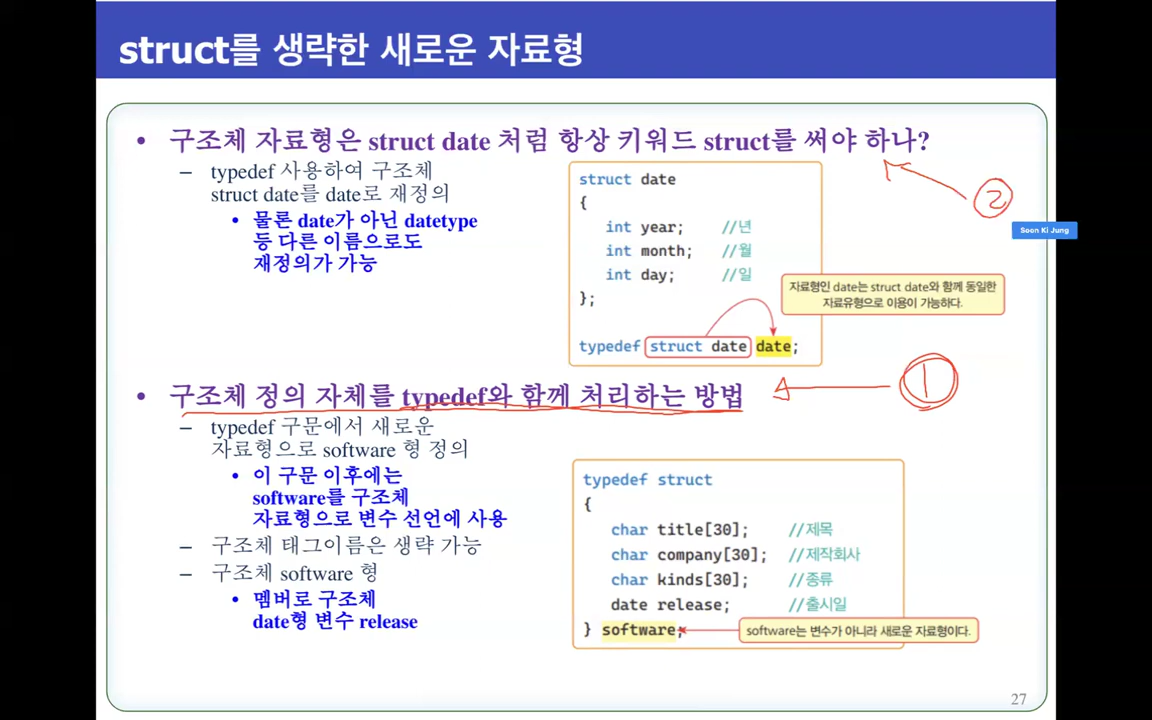 struct를 생략한 새로운 자료형
• 구조체 자료형은 struct date 처럼 항상 키워드 struct를 써야 하나?
– typedef 사용하여 구조체
struct date를 date로 재정의
• 물론 date가 아닌 datetype
등 다른 이름으로도
재정의가 가능
struct date
{
int year; //년
int month; //월
int day; //일
};
typedef struct date date;
자료형인 date는 struct date와 함께 동일한
자료유형으로 이용이 가능하다.
②
Soon Ki Jung
• 구조체 정의 자체를 typedef와 함께 처리하는 방법
①
– typedef 구문에서 새로운
자료형으로 software 형 정의
• 이 구문 이후에는
software를 구조체
자료형으로 변수 선언에 사용
– 구조체 태그이름은 생략 가능
– 구조체 software 형
• 멤버로 구조체
date형 변수 release
typedef struct
{
char title[30]; //제목
char company[30]; //제작회사
char kinds[30]; //종류
date release; //출시일
} software;
software는 변수가 아니라 새로운 자료형이다.
27